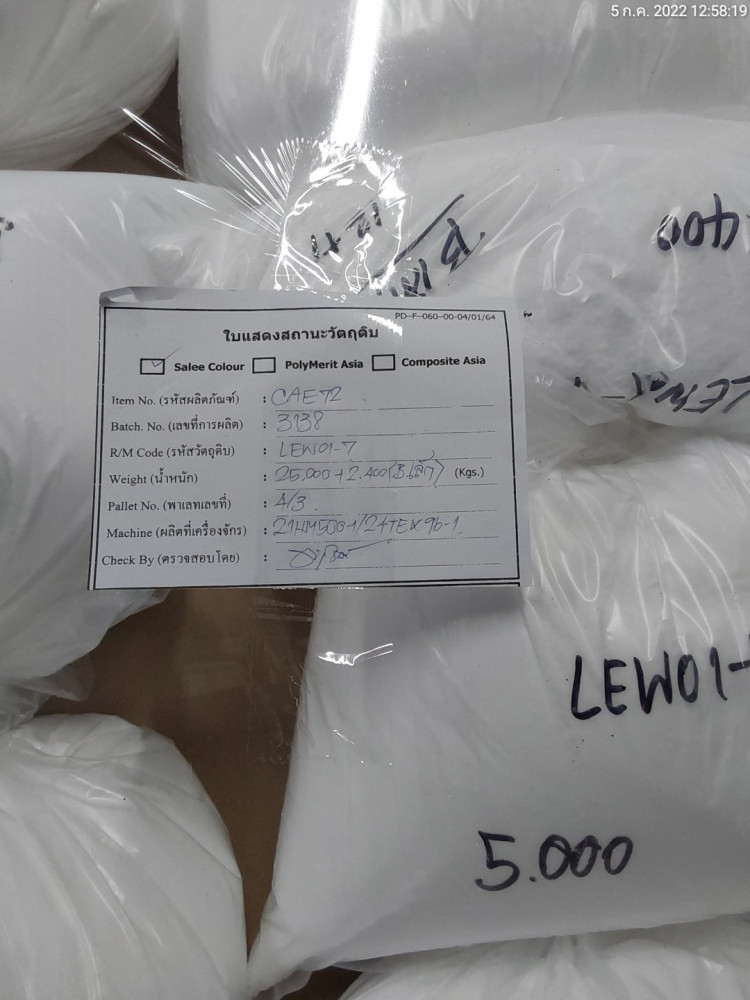 5 ก.ค. 2022 12:58:19
PD-F-060-00-04/01/64
ใบแสดงสถานะวัตถุดิบ
Salee Colour PolyMerit Asia Composite Asia
Item No. (รหัสผลิตภัณฑ์) : CAE72
Batch. No. (เลขที่การผลิต) : 3138
R/M Code (รหัสวัตถุดิบ) : LEW01-7
Weight (น้ำหนัก) : 25.000+2.400 (Kgs.)
Pallet No. (พาเลทเลขที่) : 4/3
Machine (ผลิตที่เครื่องจักร) :
Check By (ตรวจสอบโดย) :
LEW01-
5.000